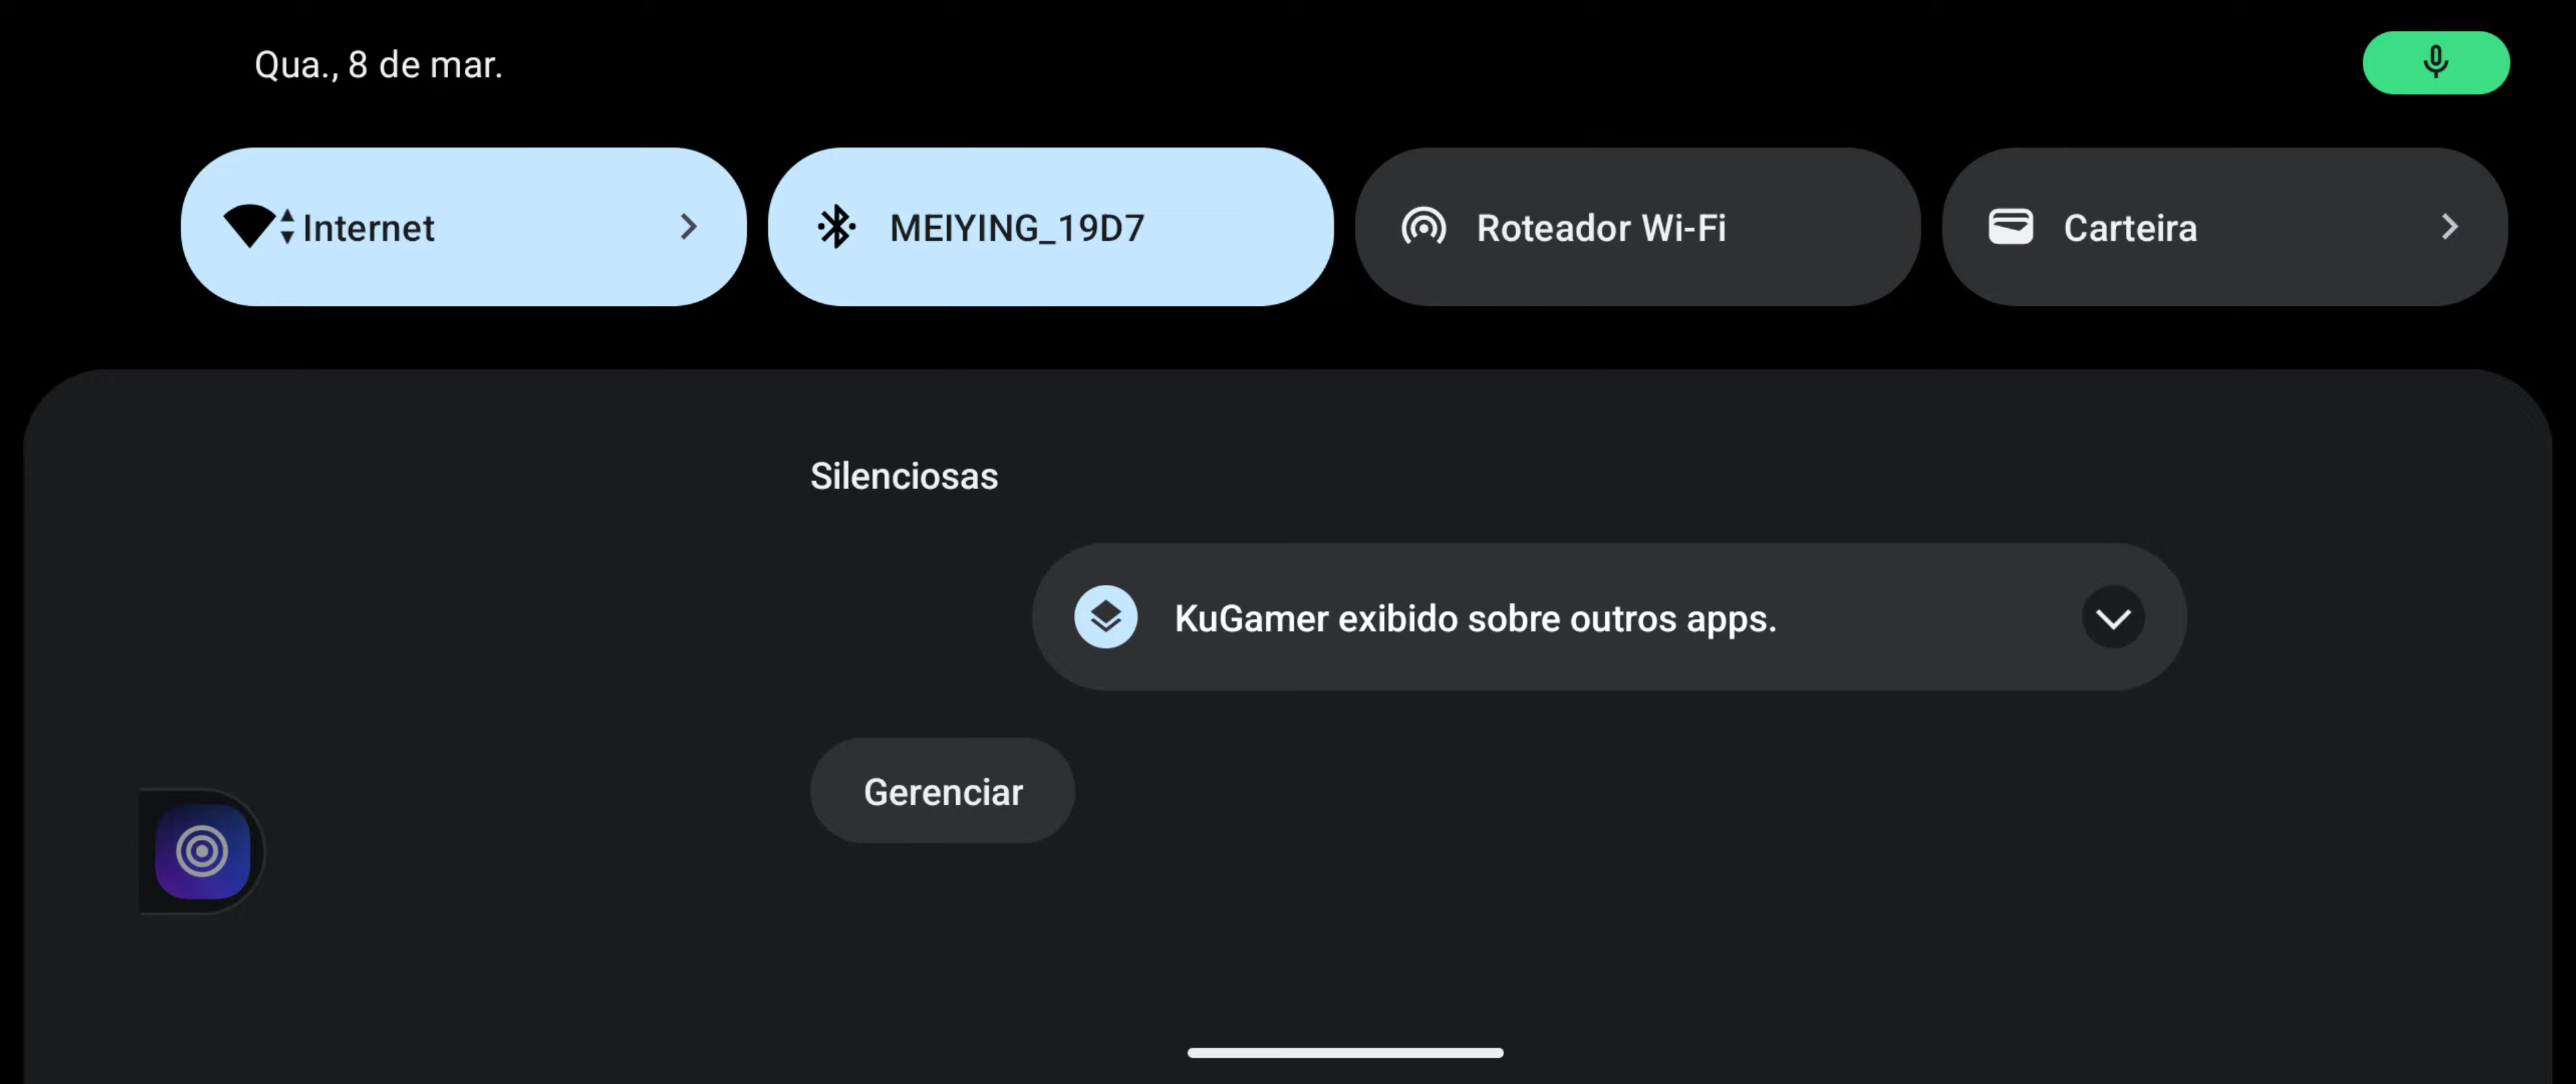 Qua., 8 de mar.
Internet
MEIYING_19D7
Roteador Wi-Fi
Carteira
Silenciosas
KuGamer exibido sobre outros apps.
Gerenciar